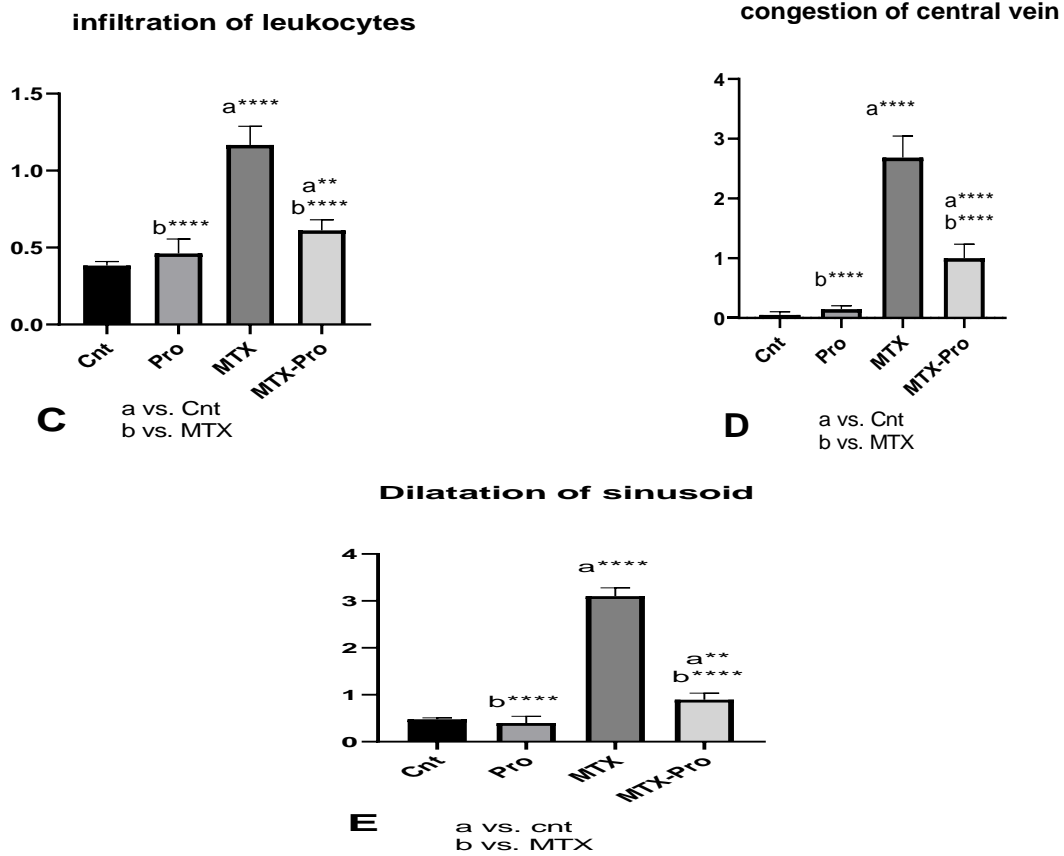 infiltration of leukocytes
1.5
1.0
0.5
0.0
a****
b****
a**
b****
Cnt
Pro
MTX
MTX-Pro
C
a vs. Cnt
b vs. MTX
congestion of central vein
4
3
2
1
0
a****
b****
a****
b****
Cnt
Pro
MTX
MTX-Pro
D
a vs. Cnt
b vs. MTX
Dilatation of sinusoid
4
3
2
1
0
a****
b****
a**
b****
Cnt
Pro
MTX
MTX-Pro
E
a vs. cnt
b vs. MTX